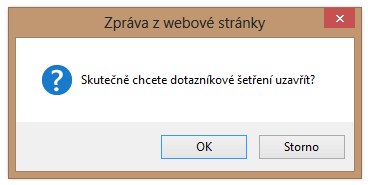 Zpráva z webové stránky
Skutečně chcete dotazníkové šetření uzavřít?
OK
Storno